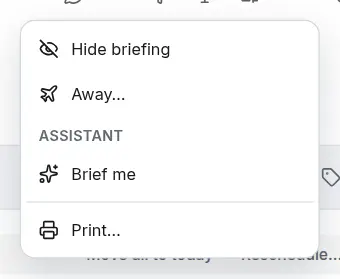 Hide briefing
Away...
ASSISTANT
Brief me
Print...